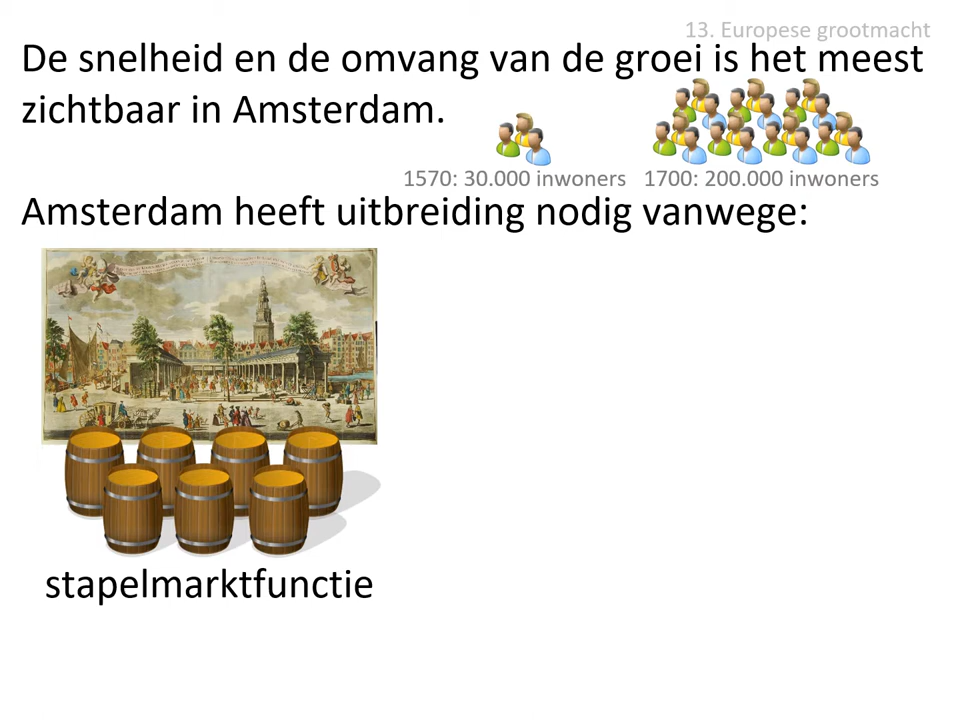 13. Europese grootmacht
De snelheid en de omvang van de groei is het meest
zichtbaar in Amsterdam.
1570: 30.000 inwoners 1700: 200.000 inwoners
Amsterdam heeft uitbreiding nodig vanwege:
stapelmarktfunctie